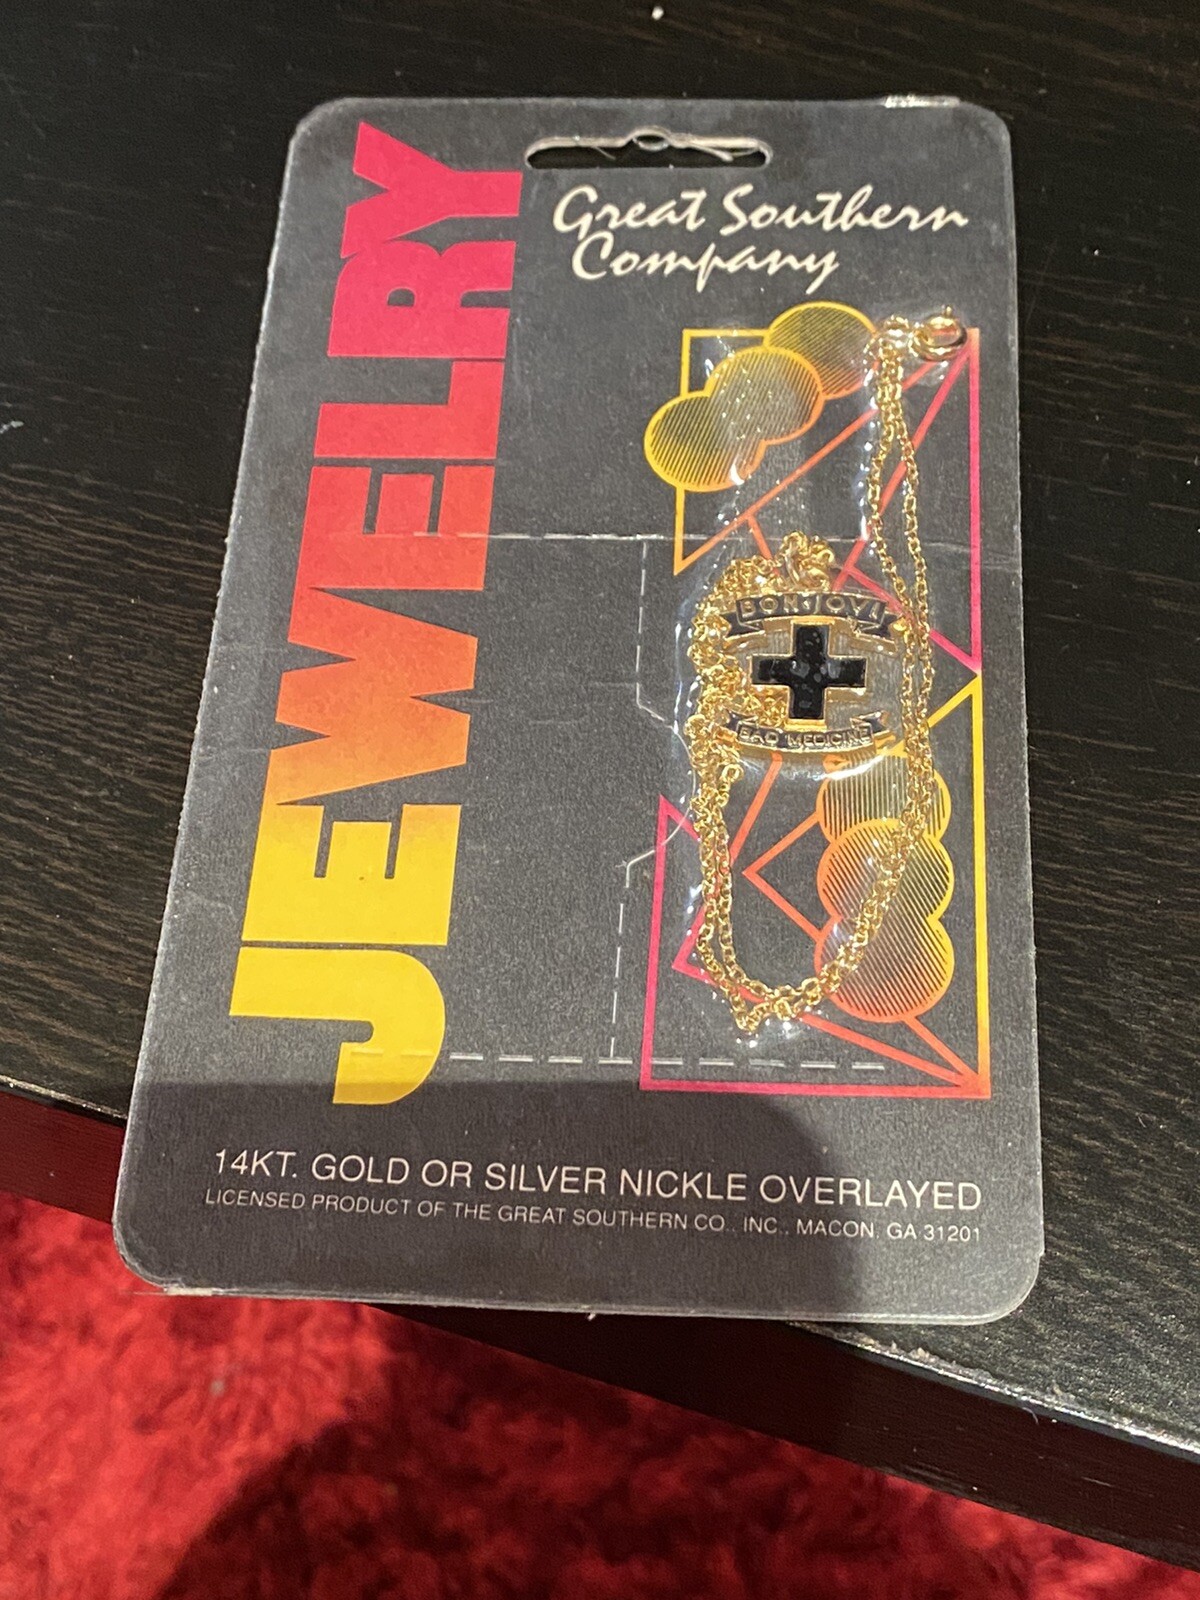 JEWELRY
Great Southern
Company
BON JOVI
BAD MEDICINE
14KT. GOLD OR SILVER NICKLE OVERLAYED
LICENSED PRODUCT OF THE GREAT SOUTHERN CO., INC., MACON, GA 31201